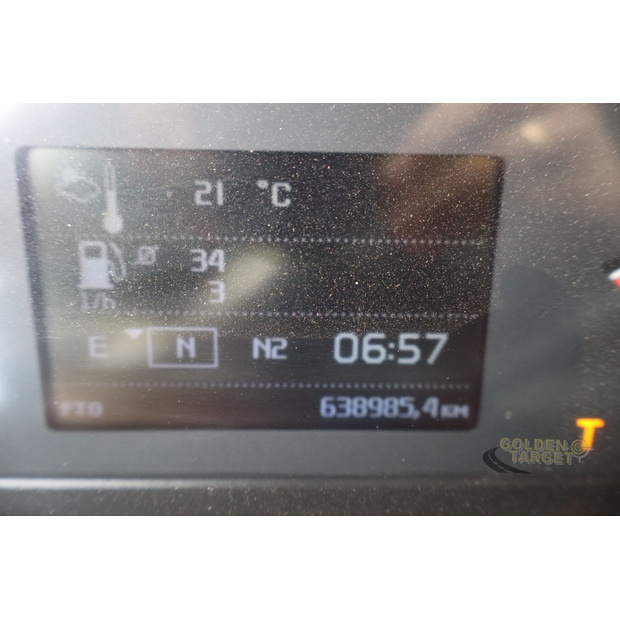 21 °C
Ø 34
l/h 3
E N N2 06:57
PTO 638985,4 KM
T
GOLDEN
TARGET